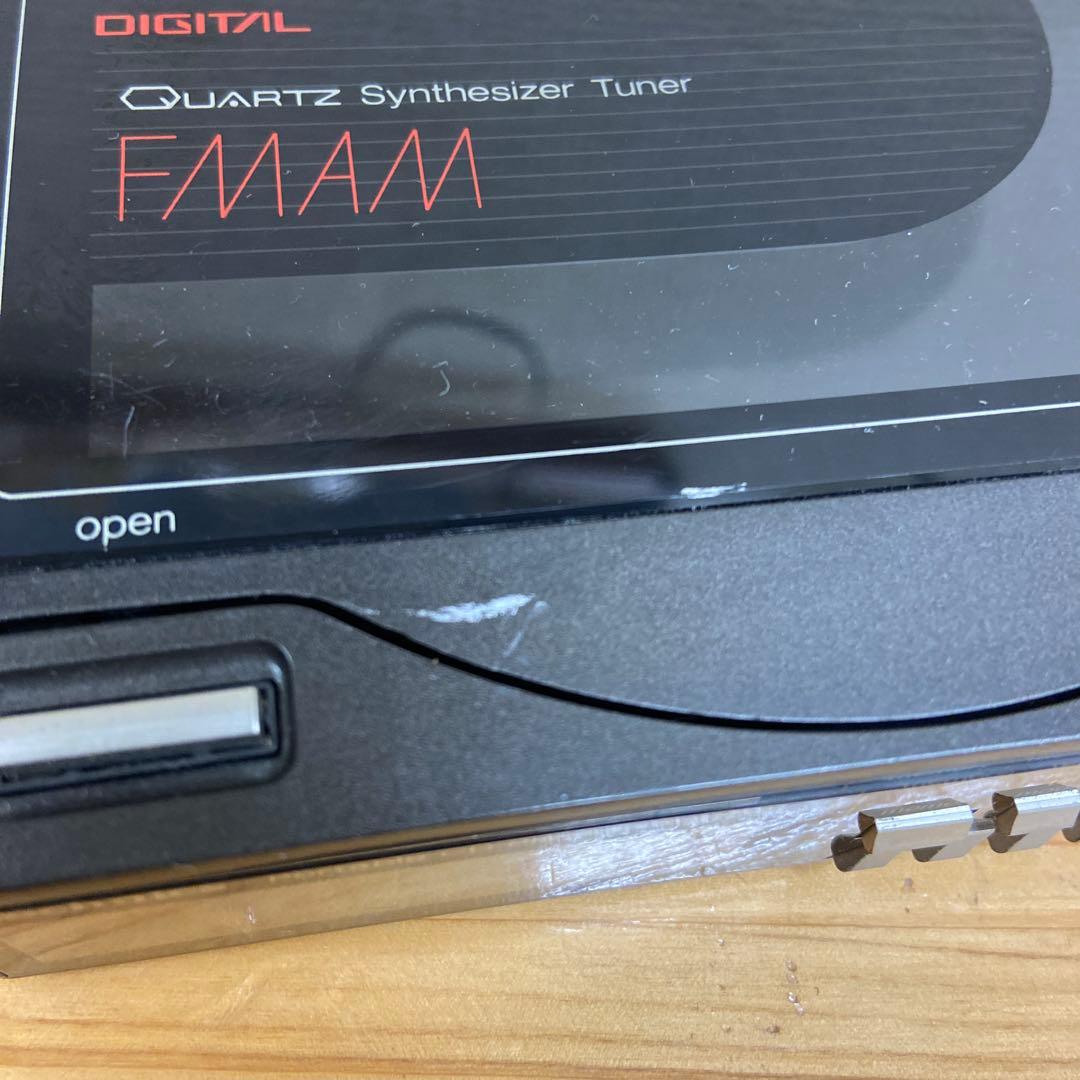 DIGITAL
QUARTZ Synthesizer Tuner
FMAM
open